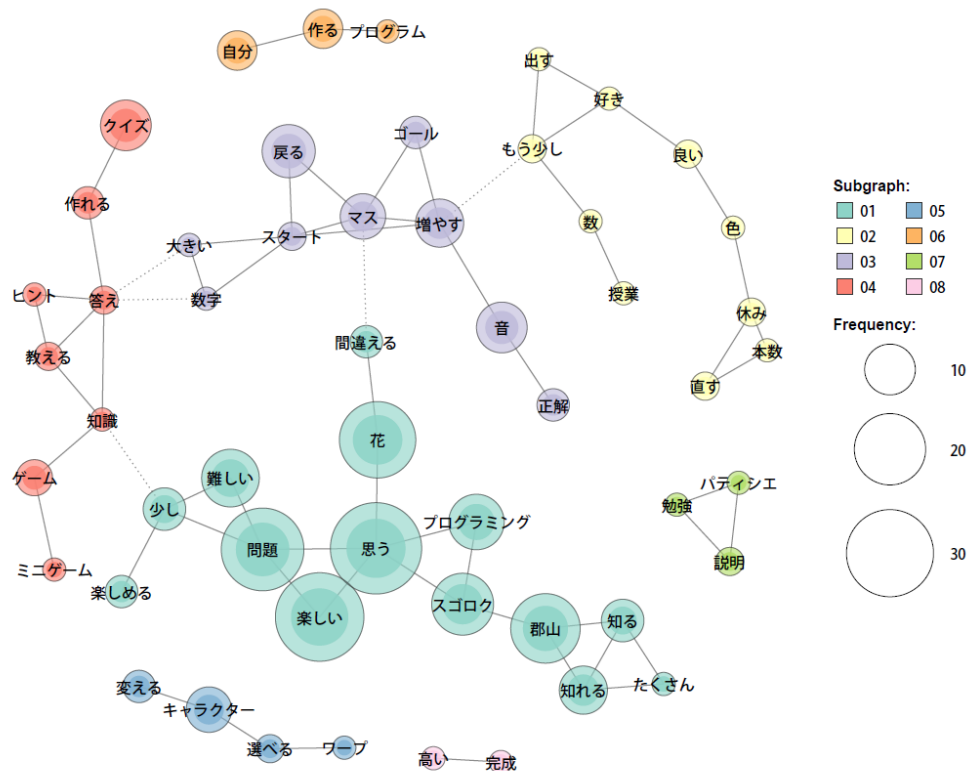 作る
自分
プログラム
出す
好き
クイズ
ゴール
戻る
もう少し
良い
作れる
マス
増やす
数
色
スタート
大きい
ヒント
答え
数字
授業
休み
音
間違える
本数
教える
直す
正解
知識
花
ゲーム
難しい
パティシエ
勉強
少し
プログラミング
問題
思う
説明
ミニゲーム
楽しめる
楽しい
スゴロク
郡山
知る
変える
知れる
たくさん
キャラクター
選べる
ワープ
高い
完成
Subgraph:
01 05
02 06
03 07
04 08
Frequency:
10
20
30